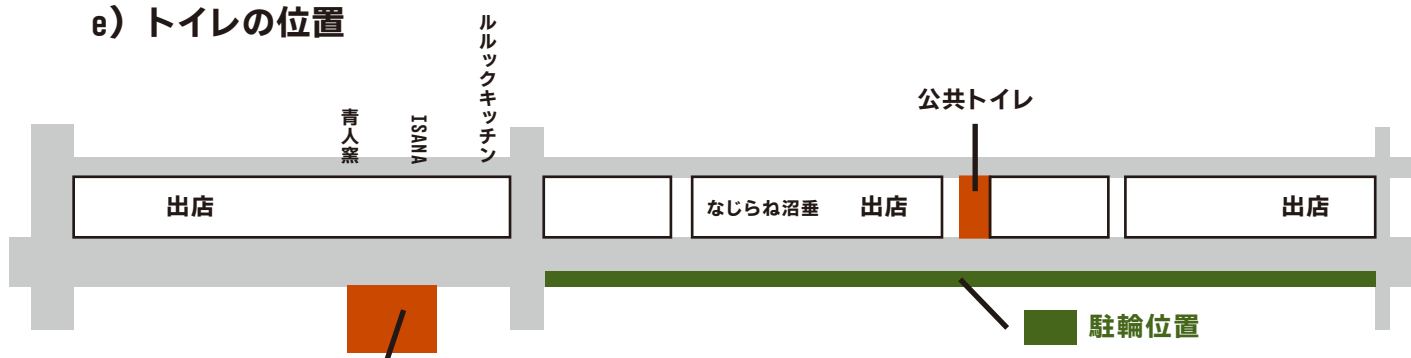 e）トイレの位置
ルルックキッチン
青人窯
ISANA
公共トイレ
出店
なじらね沼垂
出店
出店
駐輪位置